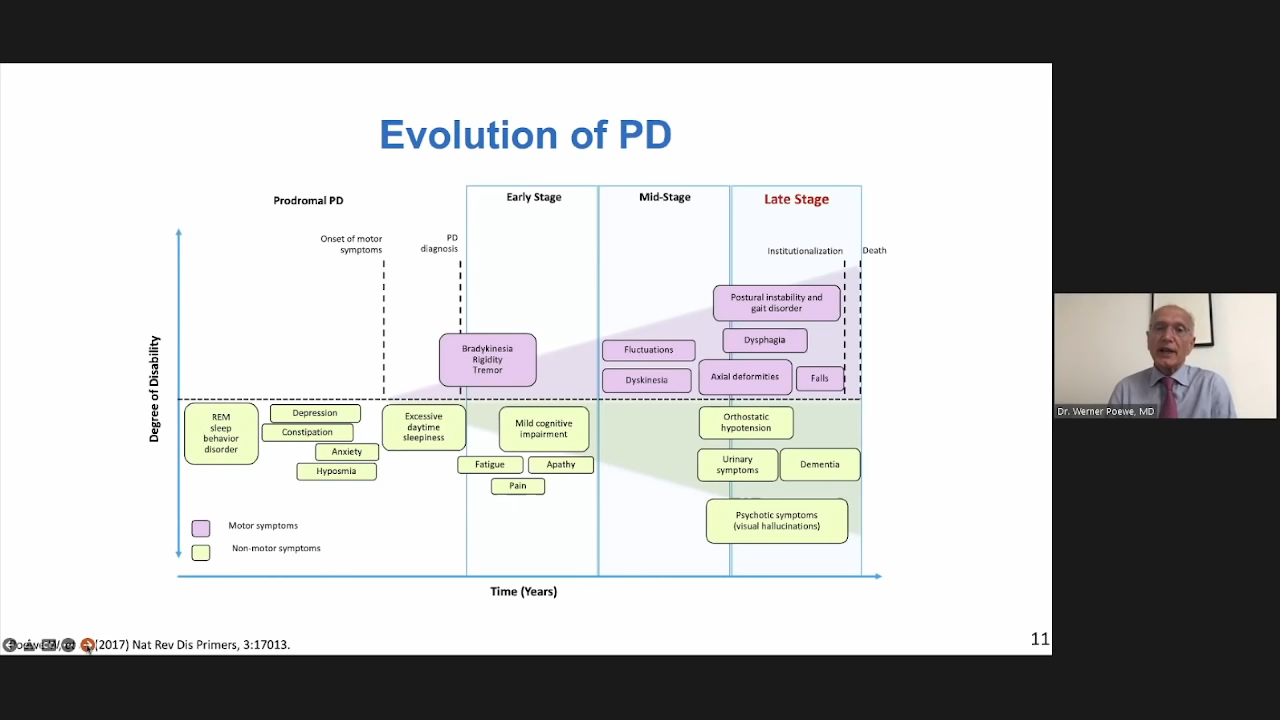 Evolution of PD
Prodromal PD
Early Stage
Mid-Stage
Late Stage
Onset of motor
symptoms
PD
diagnosis
Institutionalization
Death
Degree of Disability
Postural instability and
gait disorder
Bradykinesia
Rigidity
Tremor
Fluctuations
Dysphagia
Dyskinesia
Axial deformities
Falls
REM
sleep
behavior
disorder
Depression
Constipation
Anxiety
Hyposmia
Excessive
daytime
sleepiness
Mild cognitive
impairment
Fatigue
Apathy
Pain
Orthostatic
hypotension
Urinary
symptoms
Dementia
Psychotic symptoms
(visual hallucinations)
Motor symptoms
Non-motor symptoms
Time (Years)
(2017) Nat Rev Dis Primers, 3:17013.
11
Dr. Werner Poewe, MD